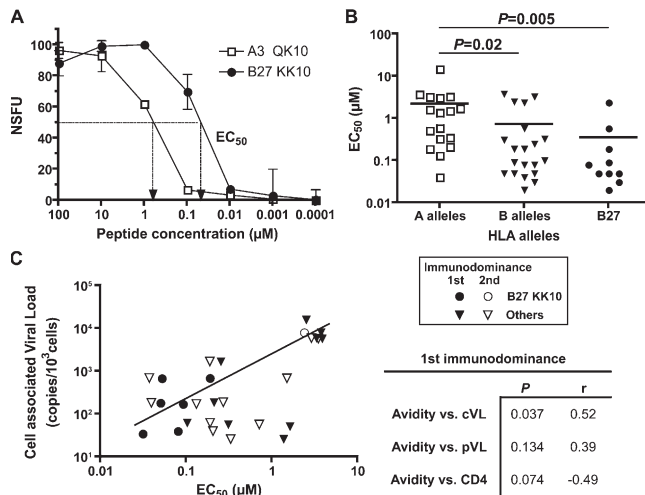 A
A3 QK10
B27 KK10
100
80
60
40
20
0
NSFU
EC50
100 10 1 0.1 0.01 0.001 0.0001
Peptide concentration (µM)
B
P=0.005
P=0.02
100
10
1
0.1
0.01
EC50 (µM)
A alleles B alleles B27
HLA alleles
C
10^5
10^4
10^3
10^2
10^1
Cell associated Viral Load
(copies/10^3cells)
0.01 0.1 1 10
EC50 (µM)
Immunodominance
1st 2nd
B27 KK10
Others
1st immunodominance
P r
Avidity vs. cVL 0.037 0.52
Avidity vs. pVL 0.134 0.39
Avidity vs. CD4 0.074 -0.49